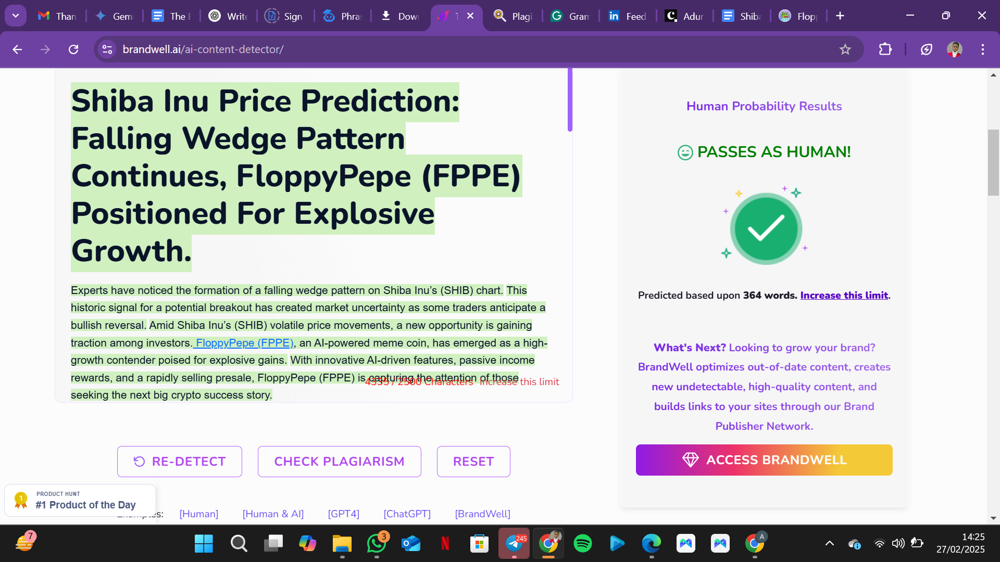 Than
Gemi
The F
Write
Sign
Phras
Dow
T
Plagi
Gram
Feed
Adur
Shiba
Flop
brandwell.ai/ai-content-detector/
Shiba Inu Price Prediction:
Falling Wedge Pattern
Continues, FloppyPepe (FPPE)
Positioned For Explosive
Growth.
Experts have noticed the formation of a falling wedge pattern on Shiba Inu’s (SHIB) chart. This
historic signal for a potential breakout has created market uncertainty as some traders anticipate a
bullish reversal. Amid Shiba Inu’s (SHIB) volatile price movements, a new opportunity is gaining
traction among investors. FloppyPepe (FPPE), an AI-powered meme coin, has emerged as a high-
growth contender poised for explosive gains. With innovative AI-driven features, passive income
rewards, and a rapidly selling presale, FloppyPepe (FPPE) is capturing the attention of those
4335 / 2500 Characters Increase this limit
seeking the next big crypto success story.
RE-DETECT
CHECK PLAGIARISM
RESET
PRODUCT HUNT
#1 Product of the Day
Examples:
[Human]
[Human & AI]
[GPT4]
[ChatGPT]
[BrandWell]
Human Probability Results
PASSES AS HUMAN!
Predicted based upon 364 words. Increase this limit.
What's Next? Looking to grow your brand?
BrandWell optimizes out-of-date content, creates
new undetectable, high-quality content, and
builds links to your sites through our Brand
Publisher Network.
ACCESS BRANDWELL
7
3
245
A
14:25
27/02/2025